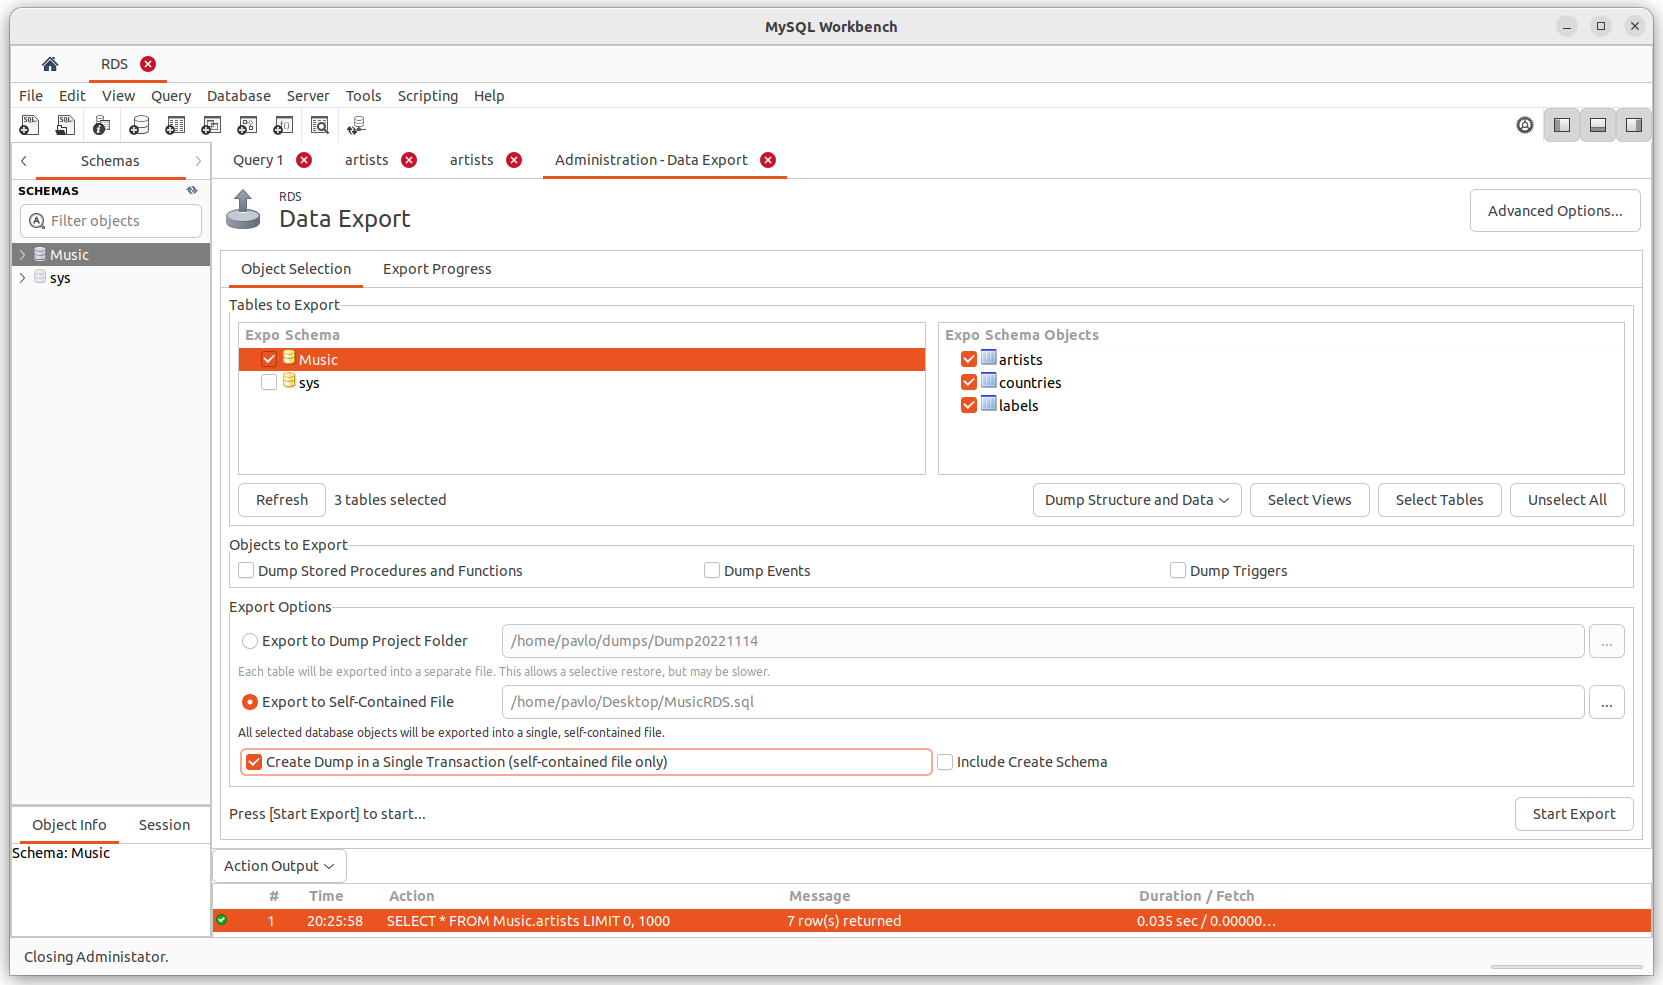 MySQL Workbench
RDS
File Edit View Query Database Server Tools Scripting Help
Schemas
SCHEMAS
Filter objects
Music
sys
Query 1 artists artists Administration - Data Export
RDS
Data Export
Advanced Options...
Object Selection Export Progress
Tables to Export
Expo Schema
Music
sys
Expo Schema Objects
artists
countries
labels
Refresh 3 tables selected Dump Structure and Data Select Views Select Tables Unselect All
Objects to Export
Dump Stored Procedures and Functions Dump Events Dump Triggers
Export Options
Export to Dump Project Folder /home/pavlo/dumps/Dump20221114 ...
Each table will be exported into a separate file. This allows a selective restore, but may be slower.
Export to Self-Contained File /home/pavlo/Desktop/MusicRDS.sql ...
All selected database objects will be exported into a single, self-contained file.
Create Dump in a Single Transaction (self-contained file only) Include Create Schema
Press [Start Export] to start... Start Export
Object Info Session
Schema: Music
Action Output
# Time Action Message Duration / Fetch
1 20:25:58 SELECT * FROM Music.artists LIMIT 0, 1000 7 row(s) returned 0.035 sec / 0.00000...
Closing Administator.